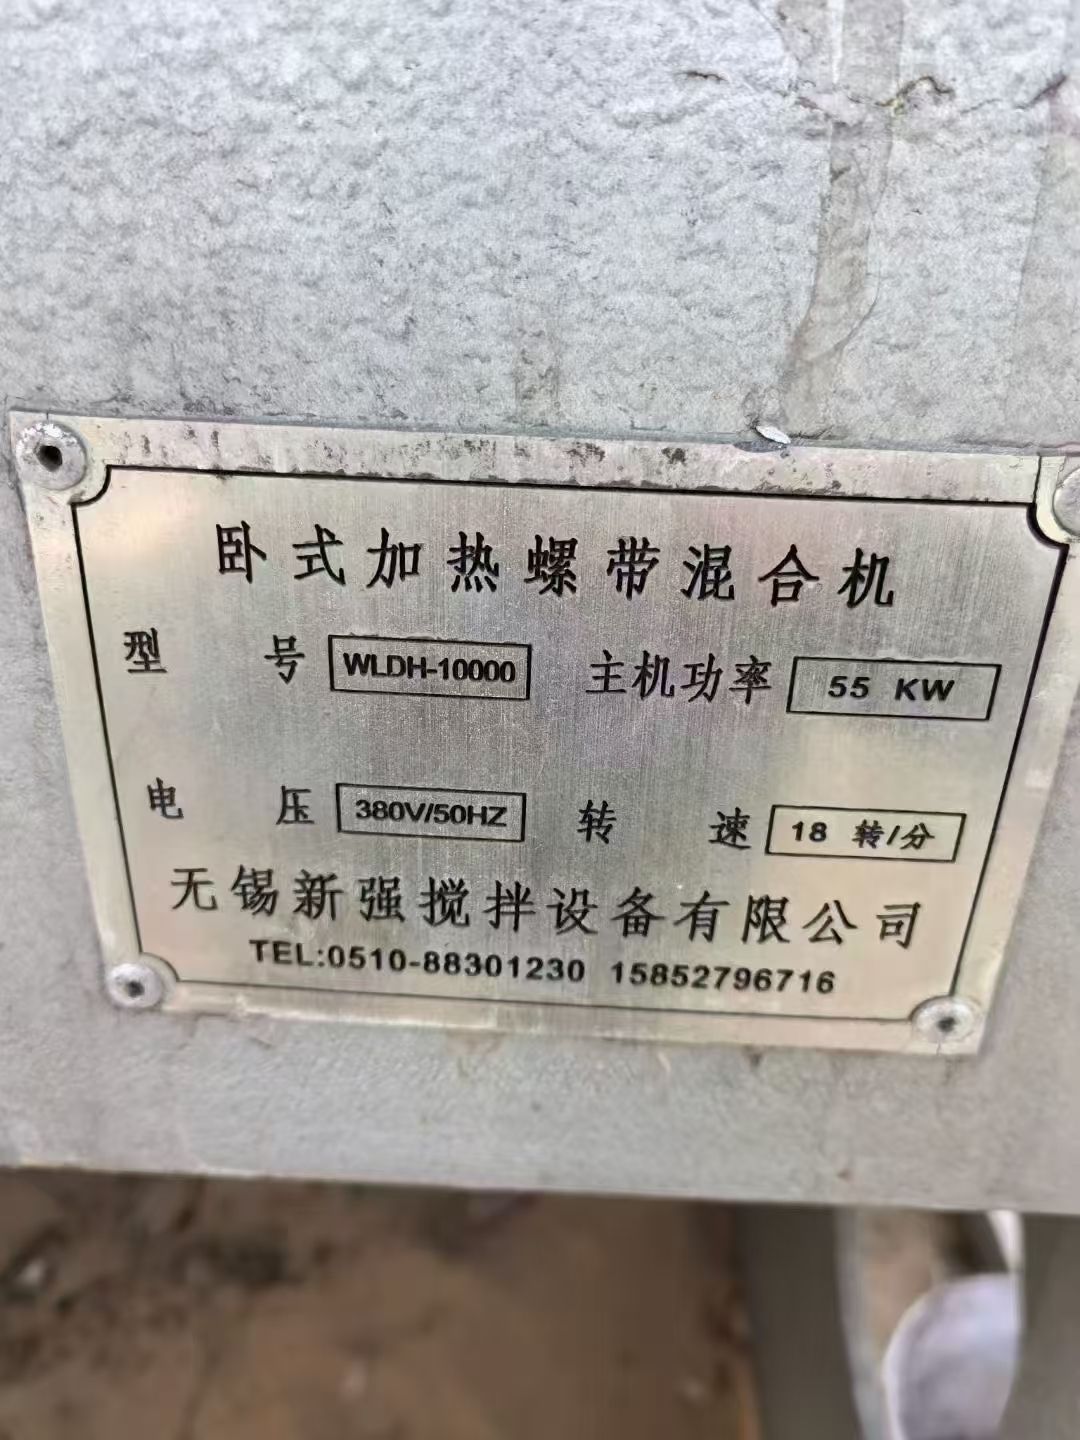 卧式加热螺带混合机
型号 WLDH-10000 主机功率 55 KW
电压 380V/50HZ 转速 18 转/分
无锡新强搅拌设备有限公司
TEL:0510-88301230 15852796716